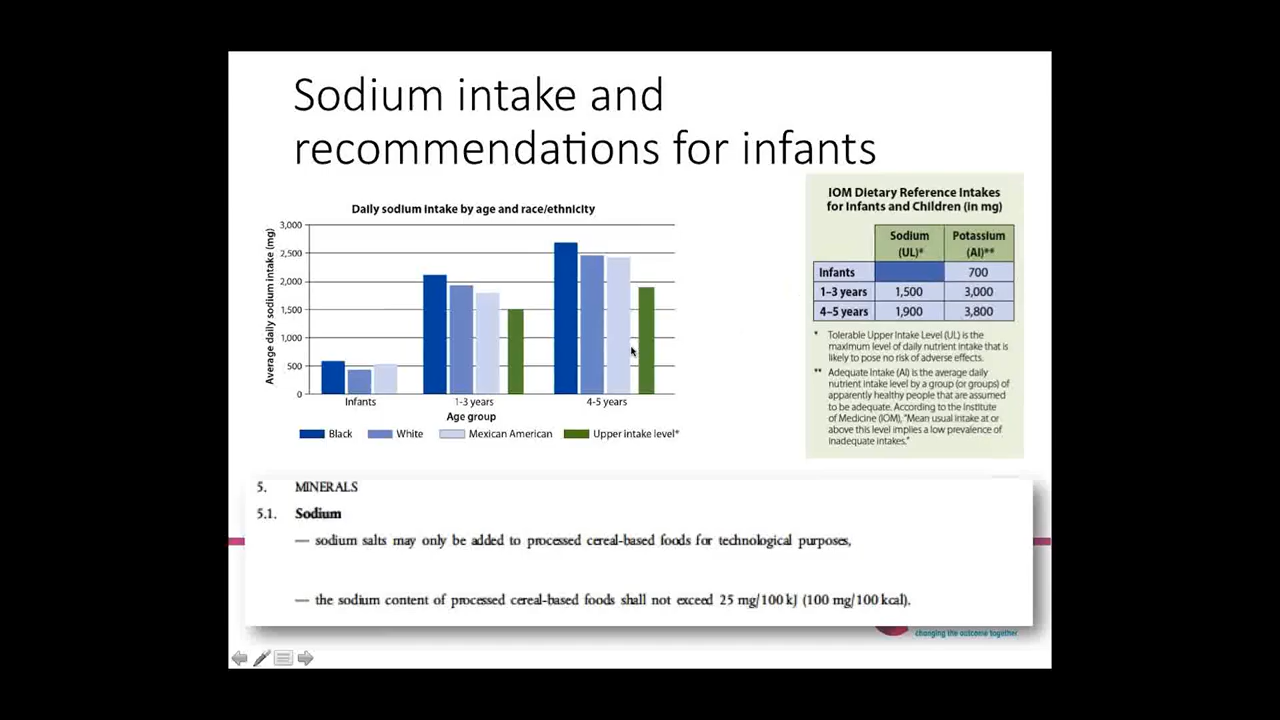 Sodium intake and
recommendations for infants
Daily sodium intake by age and race/ethnicity
Average daily sodium intake (mg)
3,000
2,500
2,000
1,500
1,000
500
0
Infants 1-3 years 4-5 years
Age group
Black White Mexican American Upper intake level*
IOM Dietary Reference Intakes
for Infants and Children (in mg)
Sodium Potassium
(UL)* (AI)**
Infants 700
1–3 years 1,500 3,000
4–5 years 1,900 3,800
* Tolerable Upper Intake Level (UL) is the
maximum level of daily nutrient intake that is
likely to pose no risk of adverse effects.
** Adequate Intake (AI) is the average daily
nutrient intake level by a group (or groups) of
apparently healthy people that are assumed
to be adequate. According to the Institute
of Medicine (IOM), "Mean usual intake at or
above this level implies a low prevalence of
inadequate intakes."
5. MINERALS
5.1. Sodium
— sodium salts may only be added to processed cereal-based foods for technological purposes,
— the sodium content of processed cereal-based foods shall not exceed 25 mg/100 kJ (100 mg/100 kcal).
changing the outcome together